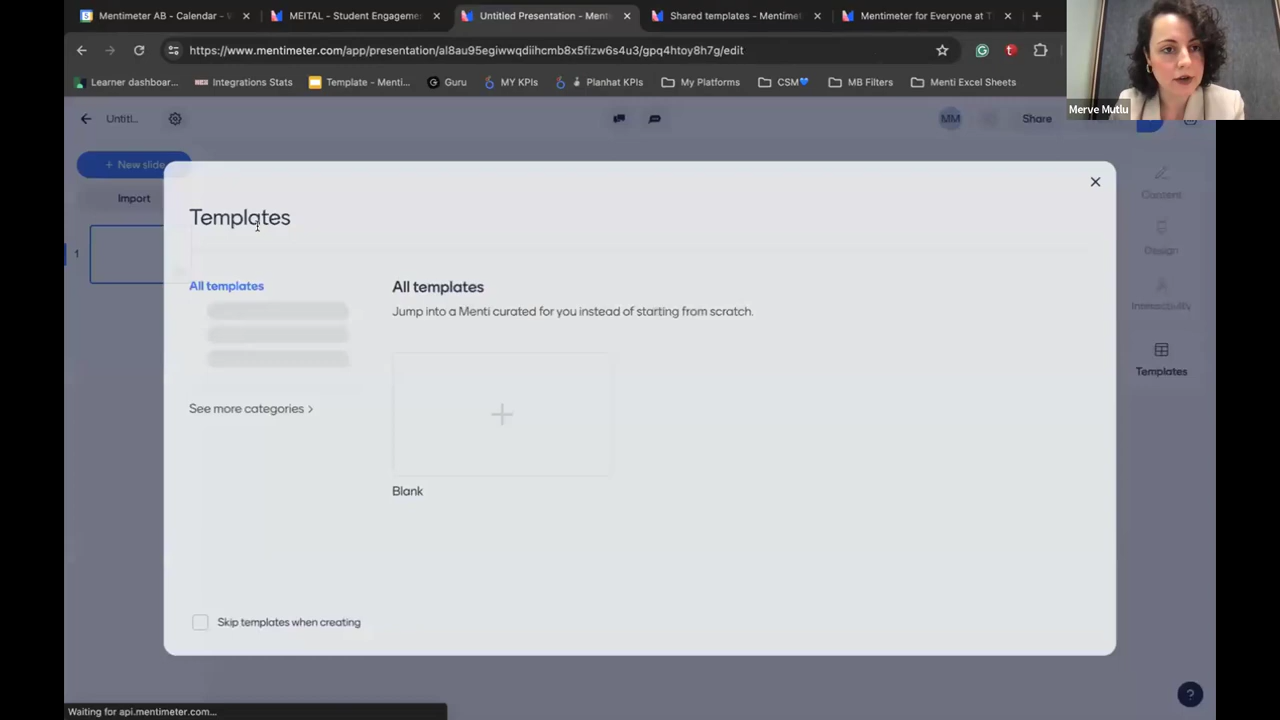 Mentimeter AB - Calendar -
MEITAL - Student Engageme
Untitled Presentation - Ment
Shared templates - Mentime
Mentimeter for Everyone at T
https://www.mentimeter.com/app/presentation/al8au95egiwwqdiihcmb8x5fizw6s4u3/gpq4htoy8h7g/edit
Learner dashboar...
Integrations Stats
Template - Menti...
Guru
MY KPIs
Planhat KPIs
My Platforms
CSM💙
MB Filters
Menti Excel Sheets
Merve Mutlu
Untitl...
MM
Share
+ New slide
Import
1
Content
Design
Interactivity
Templates
Templates
All templates
See more categories >
All templates
Jump into a Menti curated for you instead of starting from scratch.
Blank
Skip templates when creating
?
Waiting for api.mentimeter.com...